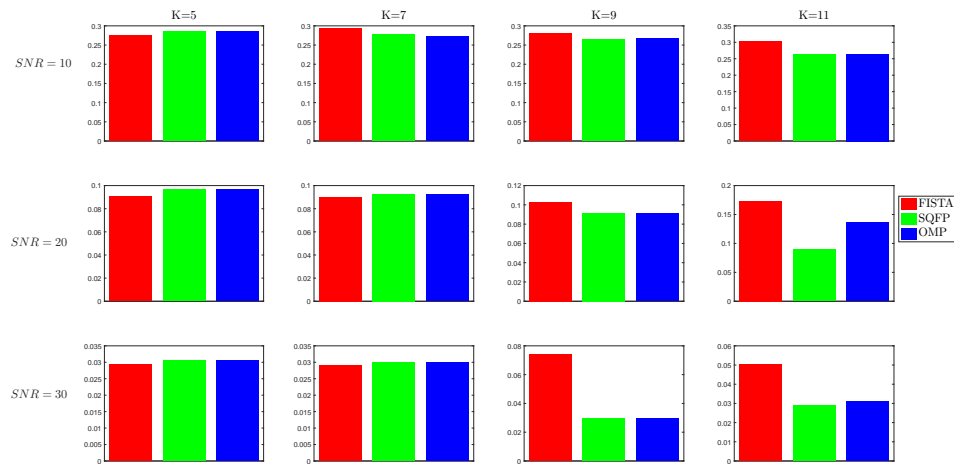 K=5 K=7 K=9 K=11
SNR = 10
0.3 0.25 0.2 0.15 0.1 0.05 0
0.3 0.25 0.2 0.15 0.1 0.05 0
0.3 0.25 0.2 0.15 0.1 0.05 0
0.35 0.3 0.25 0.2 0.15 0.1 0.05 0
SNR = 20
0.1 0.08 0.06 0.04 0.02 0
0.1 0.08 0.06 0.04 0.02 0
0.12 0.1 0.08 0.06 0.04 0.02 0
0.2 0.15 0.1 0.05 0
FISTA
SQFP
OMP
SNR = 30
0.035 0.03 0.025 0.02 0.015 0.01 0.005 0
0.035 0.03 0.025 0.02 0.015 0.01 0.005 0
0.08 0.06 0.04 0.02 0
0.06 0.05 0.04 0.03 0.02 0.01 0